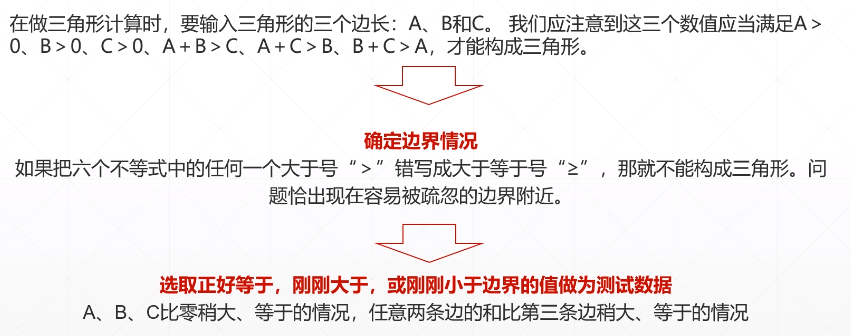 在做三角形计算时，要输入三角形的三个边长：A、B和C。 我们应注意到这三个数值应当满足A＞
0、B＞0、C＞0、A＋B＞C、A＋C＞B、B＋C＞A，才能构成三角形。
确定边界情况
如果把六个不等式中的任何一个大于号“＞”错写成大于等于号“≥”，那就不能构成三角形。问
题恰出现在容易被疏忽的边界附近。
选取正好等于，刚刚大于，或刚刚小于边界的值做为测试数据
A、B、C比零稍大、等于的情况，任意两条边的和比第三条边稍大、等于的情况